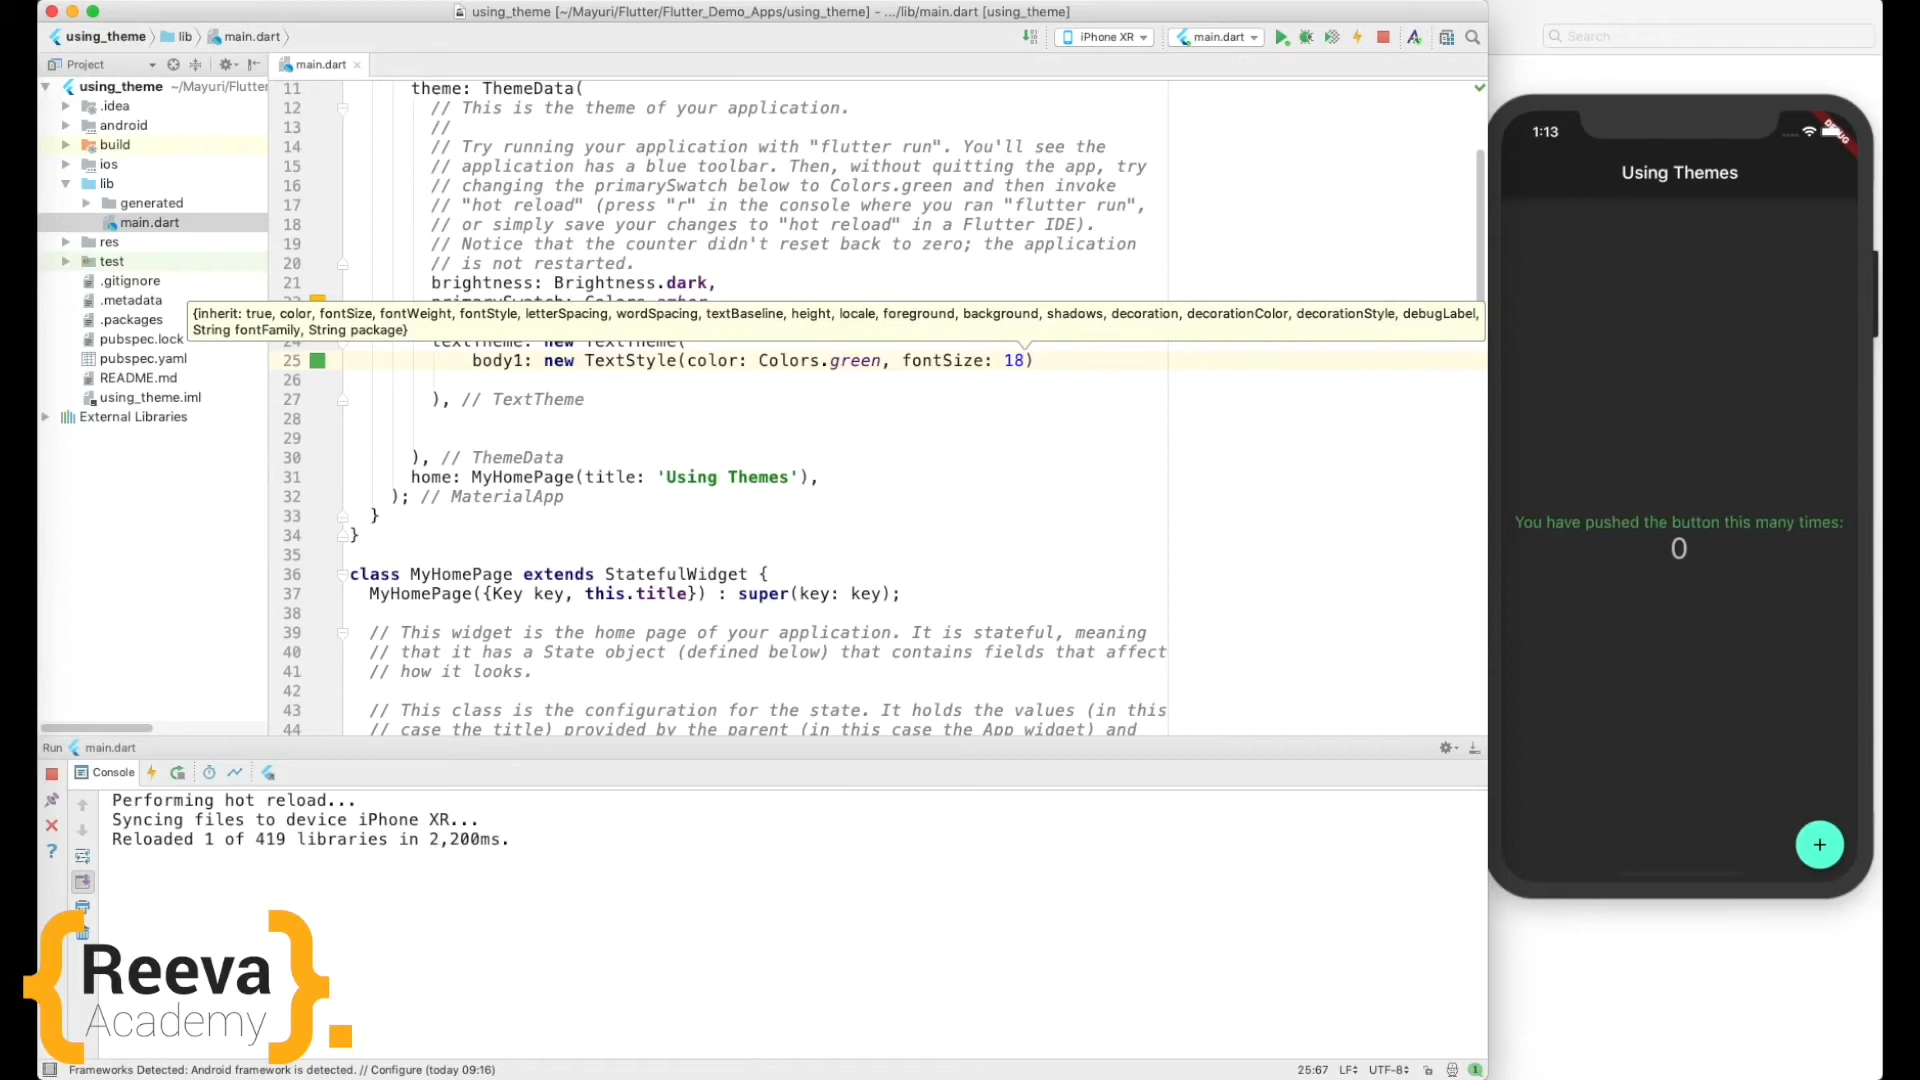 using_theme [~/Mayuri/Flutter/Flutter_Demo_Apps/using_theme] - .../lib/main.dart [using_theme]
using_theme lib main.dart
iPhone XR main.dart
Search
Project
main.dart
using_theme ~/Mayuri/Flutter
.idea
android
build
ios
lib
generated
main.dart
res
test
.gitignore
.metadata
.packages
pubspec.lock
pubspec.yaml
README.md
using_theme.iml
External Libraries
11 theme: ThemeData(
12 // This is the theme of your application.
13 //
14 // Try running your application with "flutter run". You'll see the
15 // application has a blue toolbar. Then, without quitting the app, try
16 // changing the primarySwatch below to Colors.green and then invoke
17 // "hot reload" (press "r" in the console where you ran "flutter run",
18 // or simply save your changes to "hot reload" in a Flutter IDE).
19 // Notice that the counter didn't reset back to zero; the application
20 // is not restarted.
21 brightness: Brightness.dark,
{inherit: true, color, fontSize, fontWeight, fontStyle, letterSpacing, wordSpacing, textBaseline, height, locale, foreground, background, shadows, decoration, decorationColor, decorationStyle, debugLabel,
String fontFamily, String package}
24 textTheme: new TextTheme(
25 body1: new TextStyle(color: Colors.green, fontSize: 18)
26
27 ), // TextTheme
28
29
30 ), // ThemeData
31 home: MyHomePage(title: 'Using Themes'),
32 ); // MaterialApp
33 }
34 }
35
36 class MyHomePage extends StatefulWidget {
37 MyHomePage({Key key, this.title}) : super(key: key);
38
39 // This widget is the home page of your application. It is stateful, meaning
40 // that it has a State object (defined below) that contains fields that affect
41 // how it looks.
42
43 // This class is the configuration for the state. It holds the values (in this
44 // case the title) provided by the parent (in this case the App widget) and
1:13
DEBUG
Using Themes
You have pushed the button this many times:
0
+
Run main.dart
Console
Performing hot reload...
Syncing files to device iPhone XR...
Reloaded 1 of 419 libraries in 2,200ms.
{Reeva
Academy}.
Frameworks Detected: Android framework is detected. // Configure (today 09:16)
25:67 LF UTF-8 1